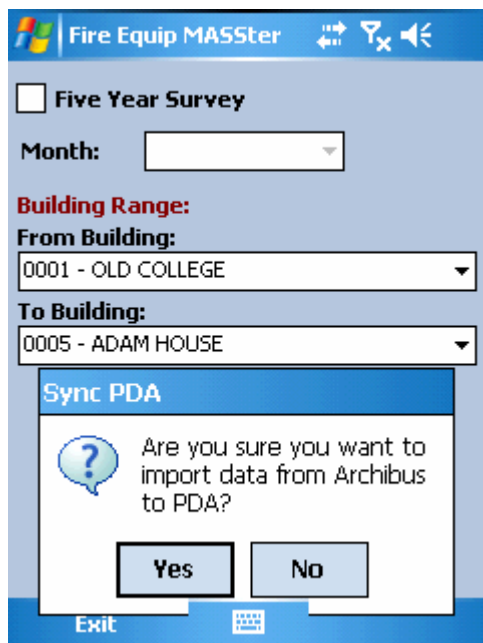 Fire Equip MASSter
Five Year Survey
Month:
Building Range:
From Building:
0001 - OLD COLLEGE
To Building:
0005 - ADAM HOUSE
Sync PDA
Are you sure you want to
import data from Archibus
to PDA?
Yes No
Exit